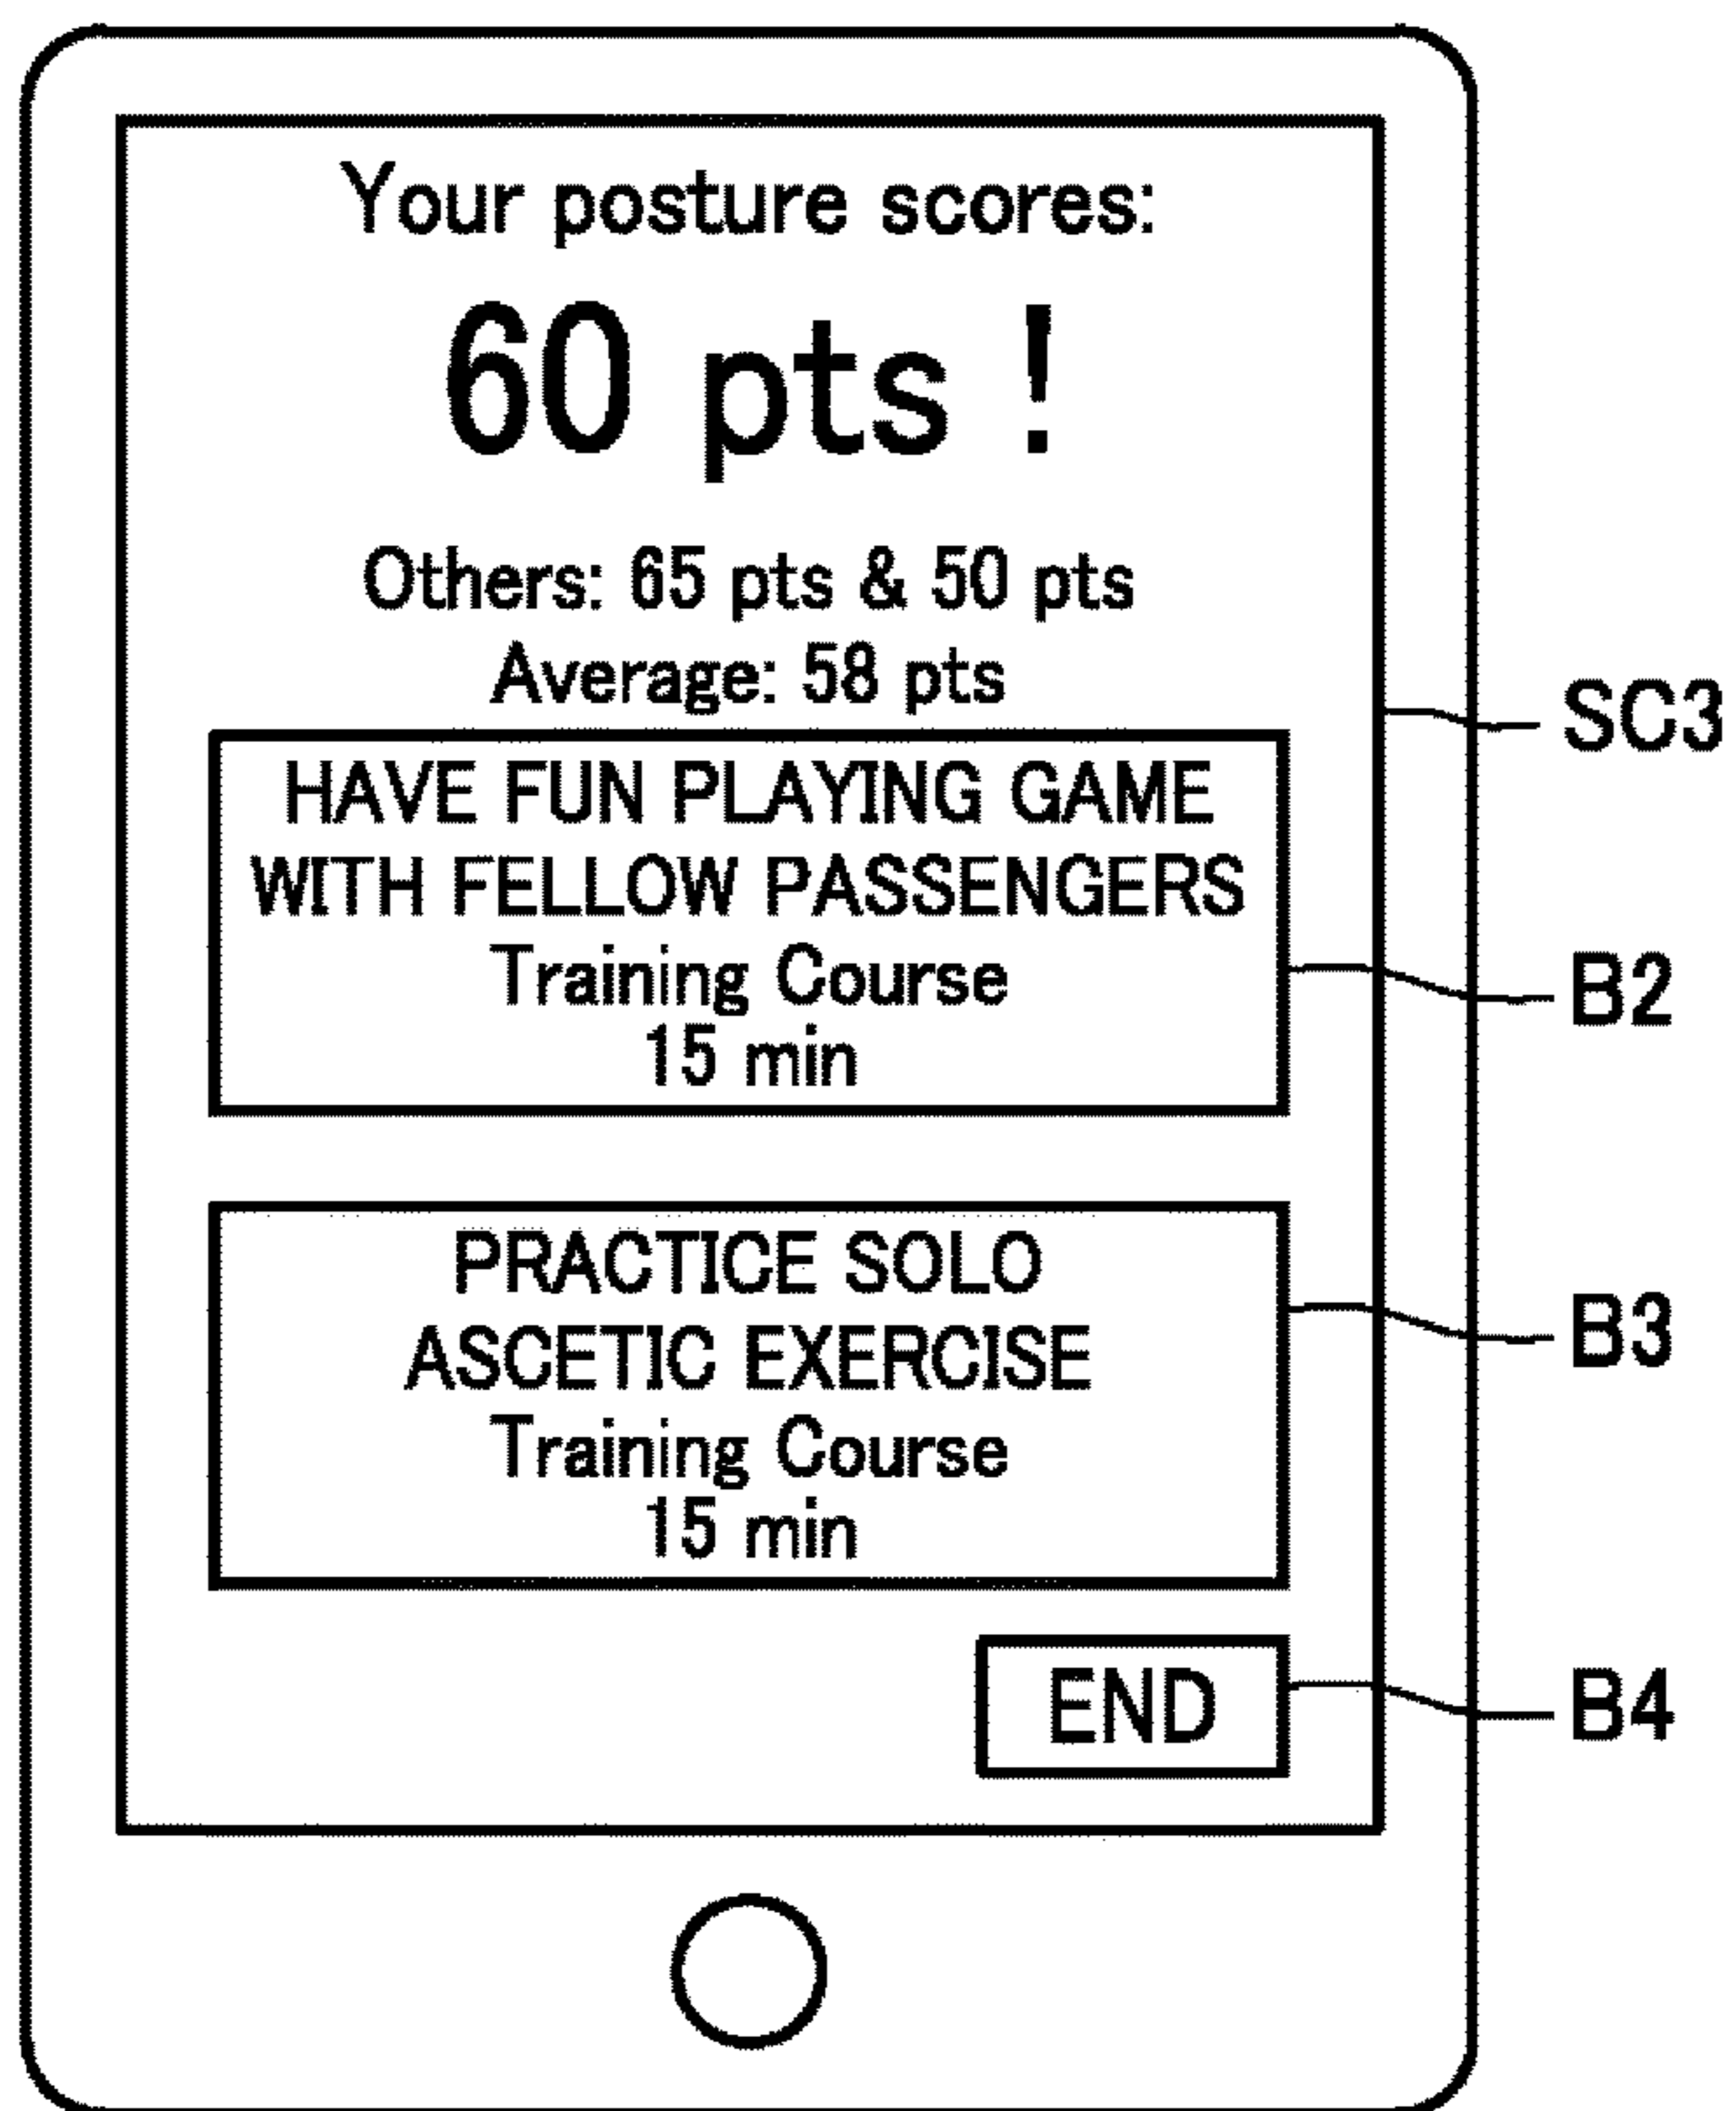 Your posture scores:
60 pts !
Others: 65 pts & 50 pts
Average: 58 pts
SC3
HAVE FUN PLAYING GAME
WITH FELLOW PASSENGERS
Training Course
15 min
B2
PRACTICE SOLO
ASCETIC EXERCISE
Training Course
15 min
B3
END
B4